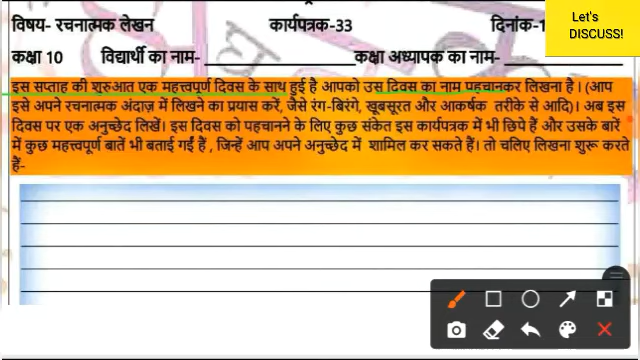 Let's
DISCUSS!
विषय- रचनात्मक लेखन कार्यपत्रक-33 दिनांक-1
कक्षा 10 विद्यार्थी का नाम- ________________ कक्षा अध्यापक का नाम- ________________
इस सप्ताह की शुरुआत एक महत्त्वपूर्ण दिवस के साथ हुई है आपको उस दिवस का नाम पहचानकर लिखना है। (आप
इसे अपने रचनात्मक अंदाज़ में लिखने का प्रयास करें, जैसे रंग-बिरंगे, खूबसूरत और आकर्षक तरीके से आदि)। अब इस
दिवस पर एक अनुच्छेद लिखें। इस दिवस को पहचानने के लिए कुछ संकेत इस कार्यपत्रक में भी छिपे हैं और उसके बारें
में कुछ महत्त्वपूर्ण बातें भी बताई गईं हैं , जिन्हें आप अपने अनुच्छेद में शामिल कर सकते हैं। तो चलिए लिखना शुरू करते
हैं-